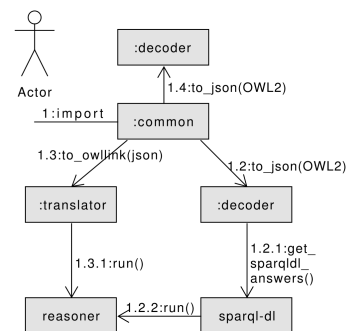 :decoder
Actor
1.4:to_json(OWL2)
1:import
:common
1.3:to_owllink(json)
1.2:to_json(OWL2)
:translator
:decoder
1.3.1:run()
1.2.1:get_
sparqldl_
answers()
reasoner
1.2.2:run()
sparql-dl